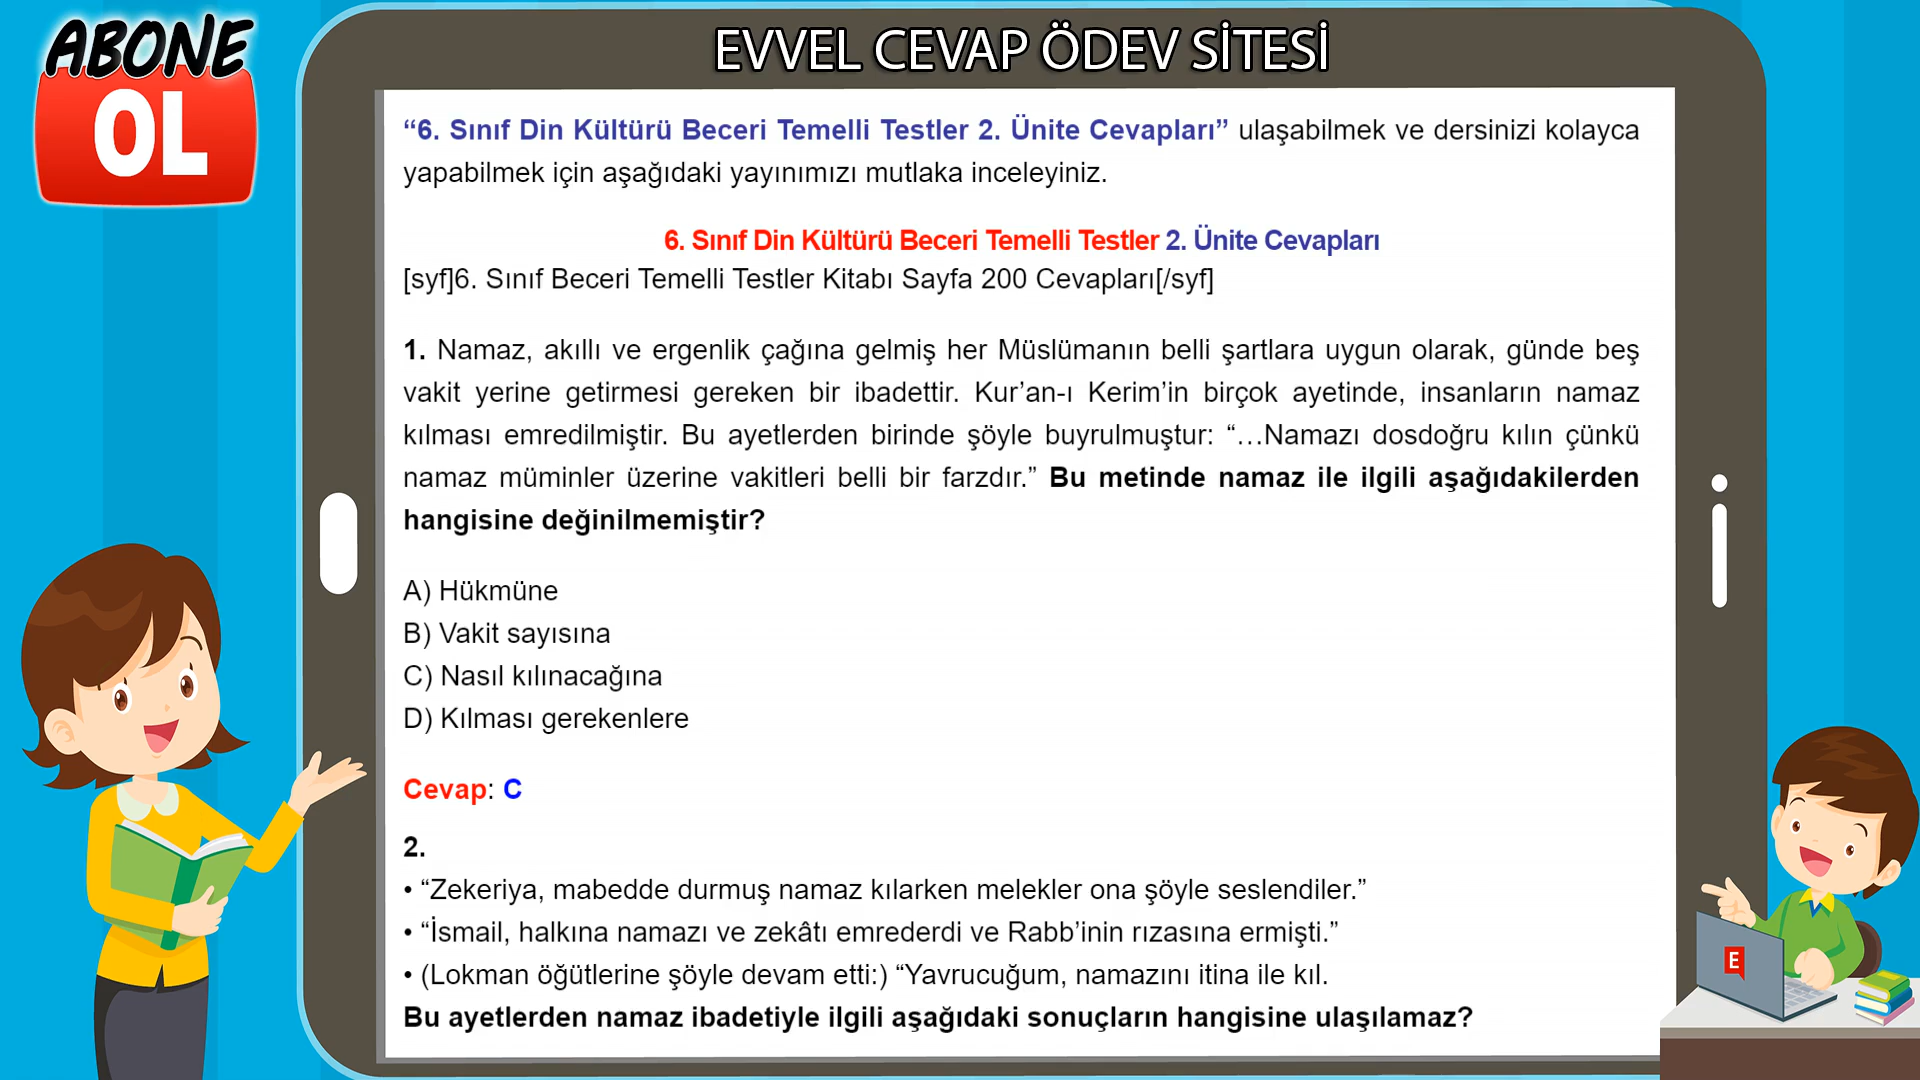 ABONE
OL
EVVEL CEVAP ÖDEV SİTESİ
“6. Sınıf Din Kültürü Beceri Temelli Testler 2. Ünite Cevapları” ulaşabilmek ve dersinizi kolayca
yapabilmek için aşağıdaki yayınımızı mutlaka inceleyiniz.
6. Sınıf Din Kültürü Beceri Temelli Testler 2. Ünite Cevapları
[syf]6. Sınıf Beceri Temelli Testler Kitabı Sayfa 200 Cevapları[/syf]
1. Namaz, akıllı ve ergenlik çağına gelmiş her Müslümanın belli şartlara uygun olarak, günde beş
vakit yerine getirmesi gereken bir ibadettir. Kur’an-ı Kerim’in birçok ayetinde, insanların namaz
kılması emredilmiştir. Bu ayetlerden birinde şöyle buyrulmuştur: “…Namazı dosdoğru kılın çünkü
namaz müminler üzerine vakitleri belli bir farzdır.” Bu metinde namaz ile ilgili aşağıdakilerden
hangisine değinilmemiştir?
A) Hükmüne
B) Vakit sayısına
C) Nasıl kılınacağına
D) Kılması gerekenlere
Cevap: C
2.
• “Zekeriya, mabedde durmuş namaz kılarken melekler ona şöyle seslendiler.”
• “İsmail, halkına namazı ve zekâtı emrederdi ve Rabb’inin rızasına ermişti.”
• (Lokman öğütlerine şöyle devam etti:) “Yavrucuğum, namazını itina ile kıl.
Bu ayetlerden namaz ibadetiyle ilgili aşağıdaki sonuçların hangisine ulaşılamaz?
E